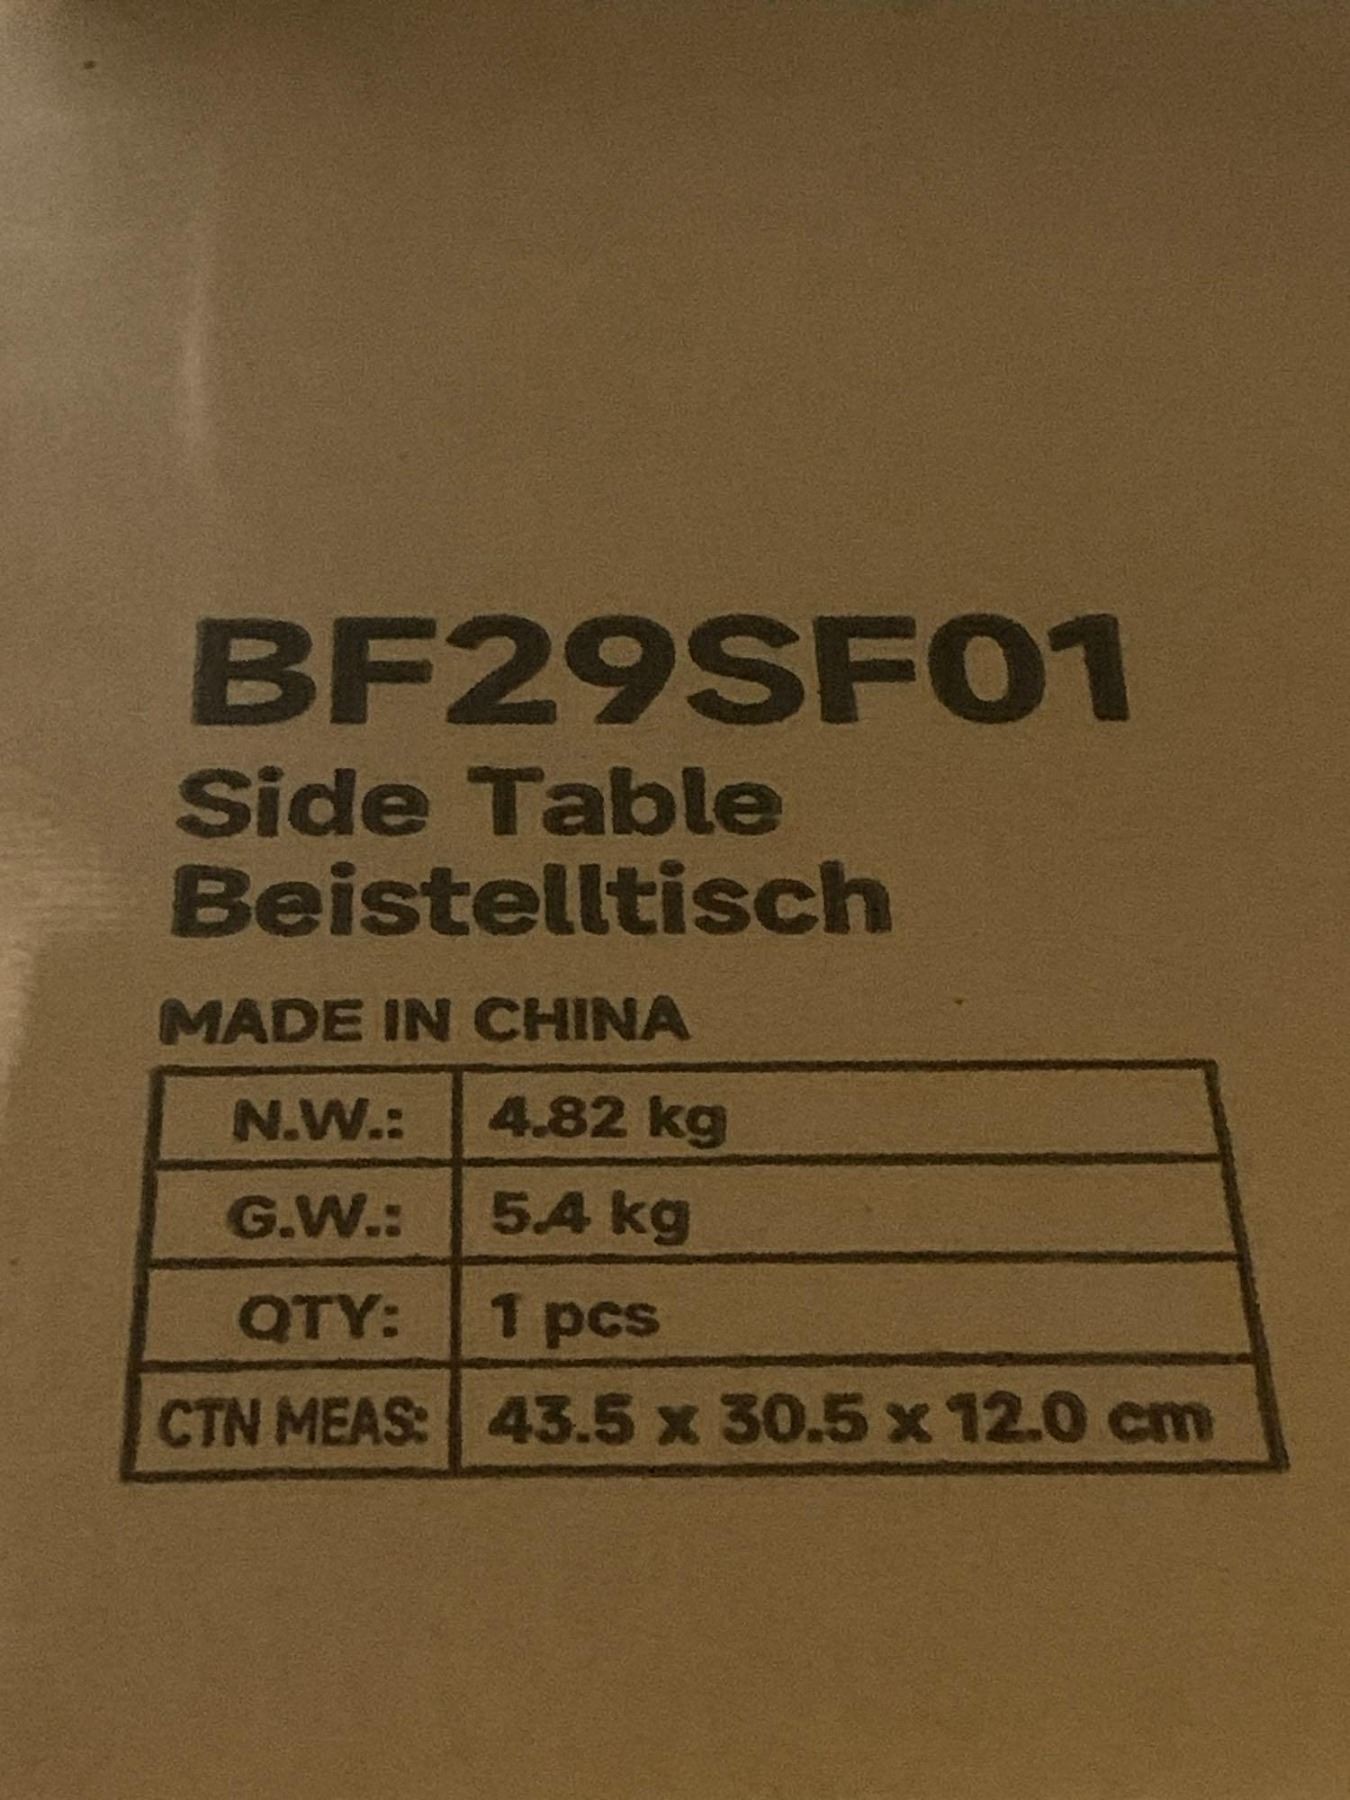 BF29SF01
Side Table
Beistelltisch
MADE IN CHINA
N.W.: 4.82 kg
G.W.: 5.4 kg
QTY: 1 pcs
CTN MEAS: 43.5 x 30.5 x 12.0 cm